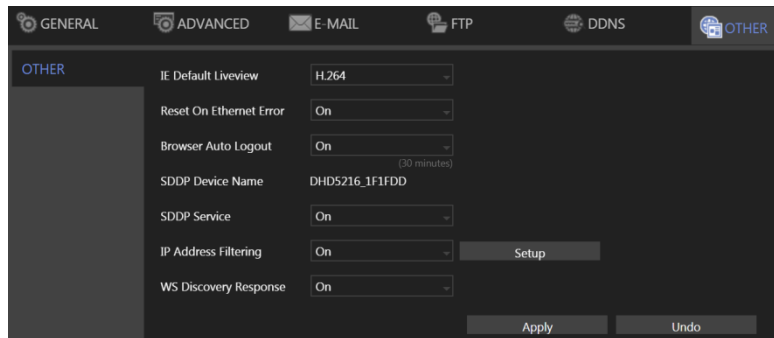 GENERAL ADVANCED E-MAIL FTP DDNS OTHER
OTHER
IE Default Liveview H.264
Reset On Ethernet Error On
Browser Auto Logout On
(30 minutes)
SDDP Device Name DHD5216_1F1FDD
SDDP Service On
IP Address Filtering On Setup
WS Discovery Response On
Apply Undo